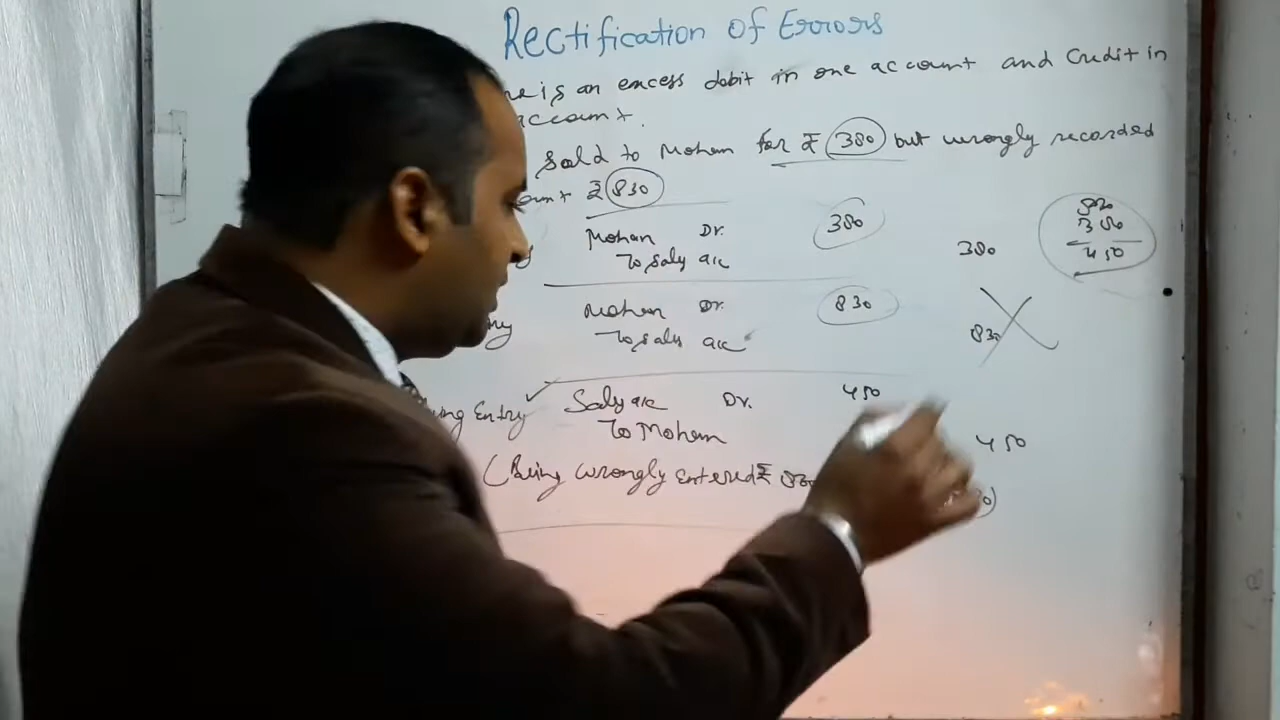 Rectification of Errors
is an excess debit in one account and Credit in
account.
Sold to Mohan for ₹ 380 but wrongly recorded
₹ 830
Mohan Dr. 380
To Sales a/c 380
830
380
450
Mohan Dr. 830
To Sales a/c 830
Entry Sales a/c Dr. 450
To Mohan 450
(Being wrongly entered ₹